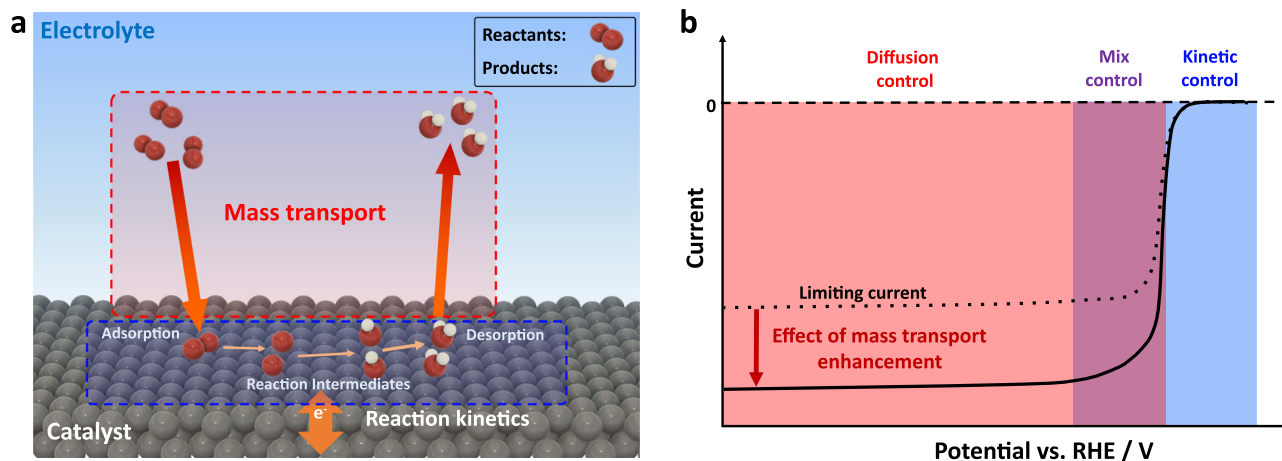 a
Electrolyte
Reactants:
Products:
Mass transport
Adsorption
Desorption
Reaction Intermediates
e-
Reaction kinetics
Catalyst
b
Diffusion
control
Mix
control
Kinetic
control
0
Current
Limiting current
Effect of mass transport
enhancement
Potential vs. RHE / V